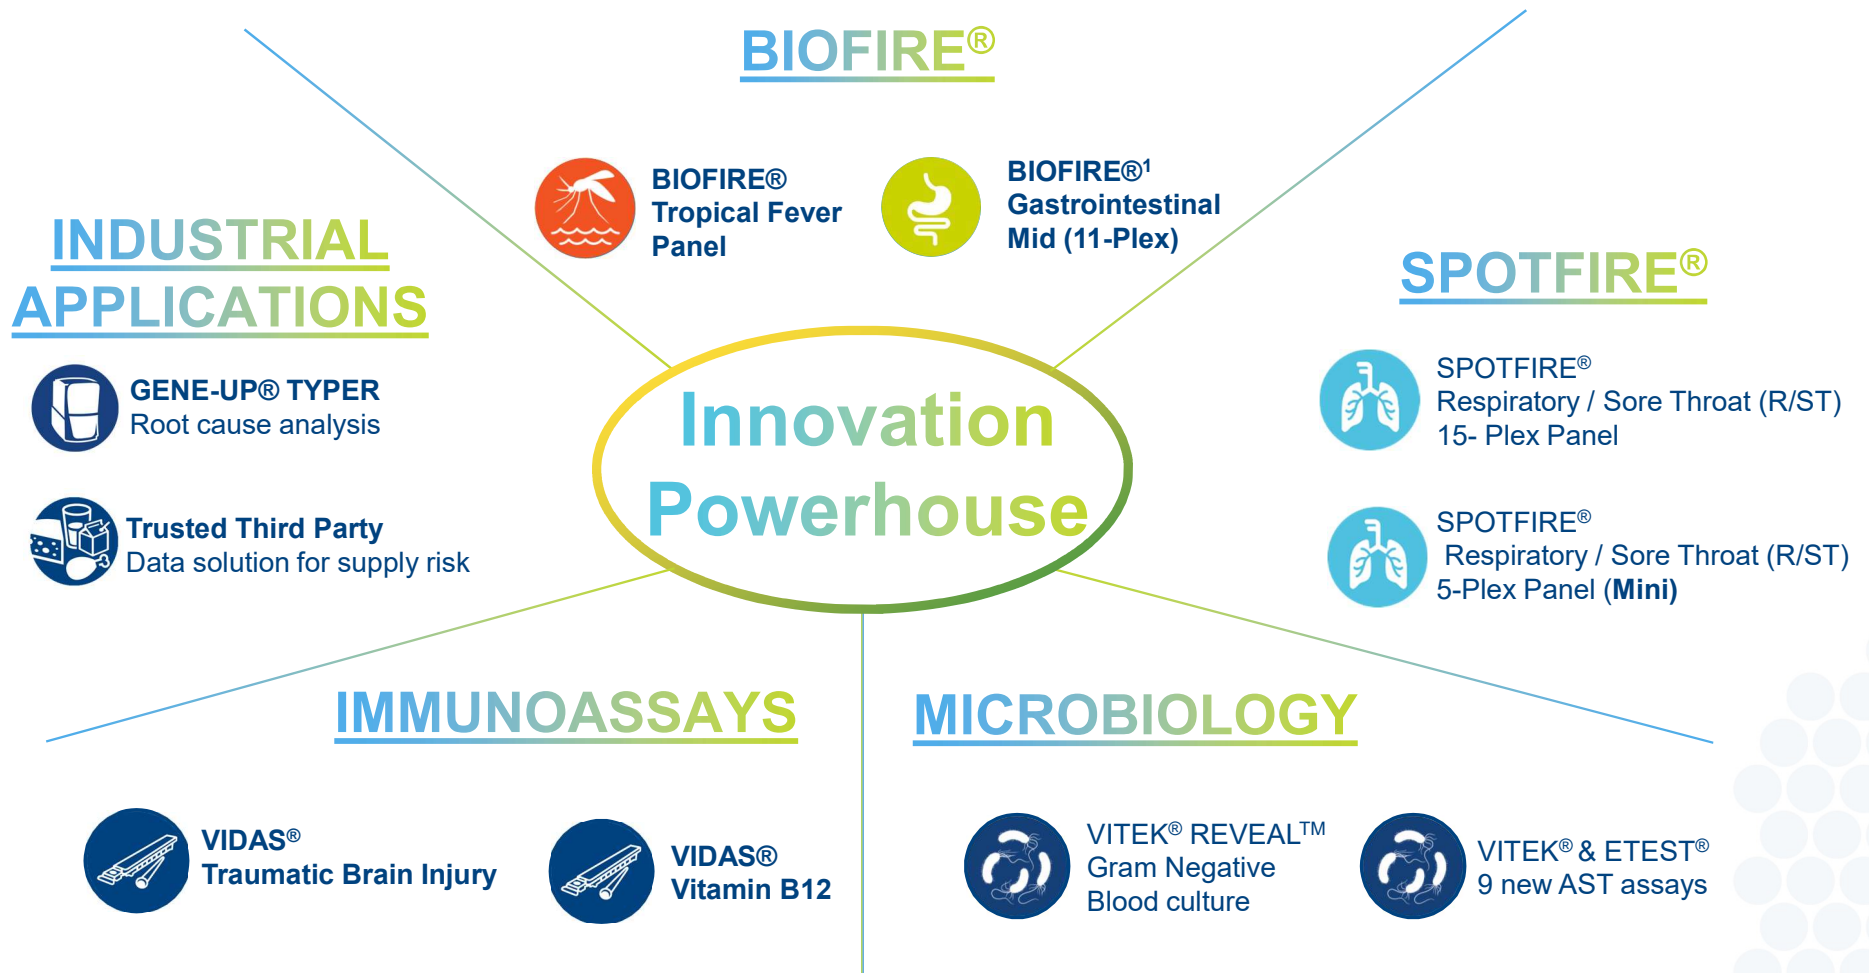 BIOFIRE®
BIOFIRE®
Tropical Fever
Panel
BIOFIRE®¹
Gastrointestinal
Mid (11-Plex)
INDUSTRIAL
APPLICATIONS
GENE-UP® TYPER
Root cause analysis
Trusted Third Party
Data solution for supply risk
Innovation
Powerhouse
SPOTFIRE®
SPOTFIRE®
Respiratory / Sore Throat (R/ST)
15- Plex Panel
SPOTFIRE®
Respiratory / Sore Throat (R/ST)
5-Plex Panel (Mini)
IMMUNOASSAYS
VIDAS®
Traumatic Brain Injury
VIDAS®
Vitamin B12
MICROBIOLOGY
VITEK® REVEAL™
Gram Negative
Blood culture
VITEK® & ETEST®
9 new AST assays